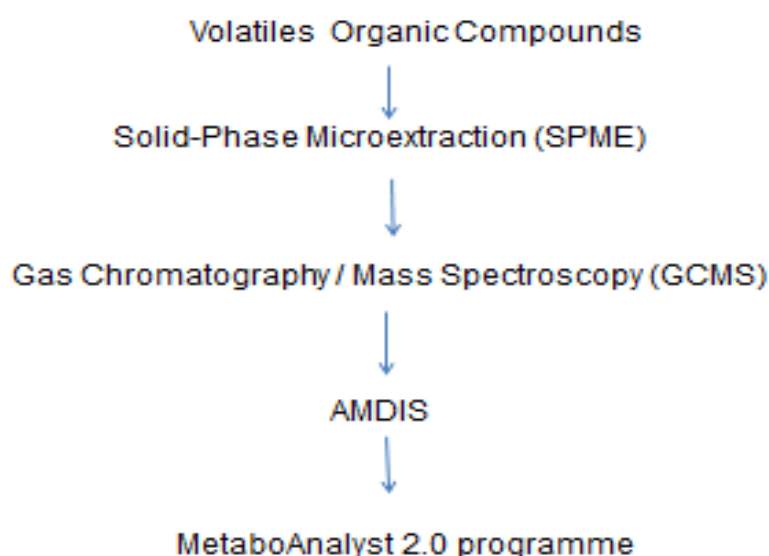 Volatiles Organic Compounds
Solid-Phase Microextraction (SPME)
Gas Chromatography / Mass Spectroscopy (GCMS)
AMDIS
MetaboAnalyst 2.0 programme